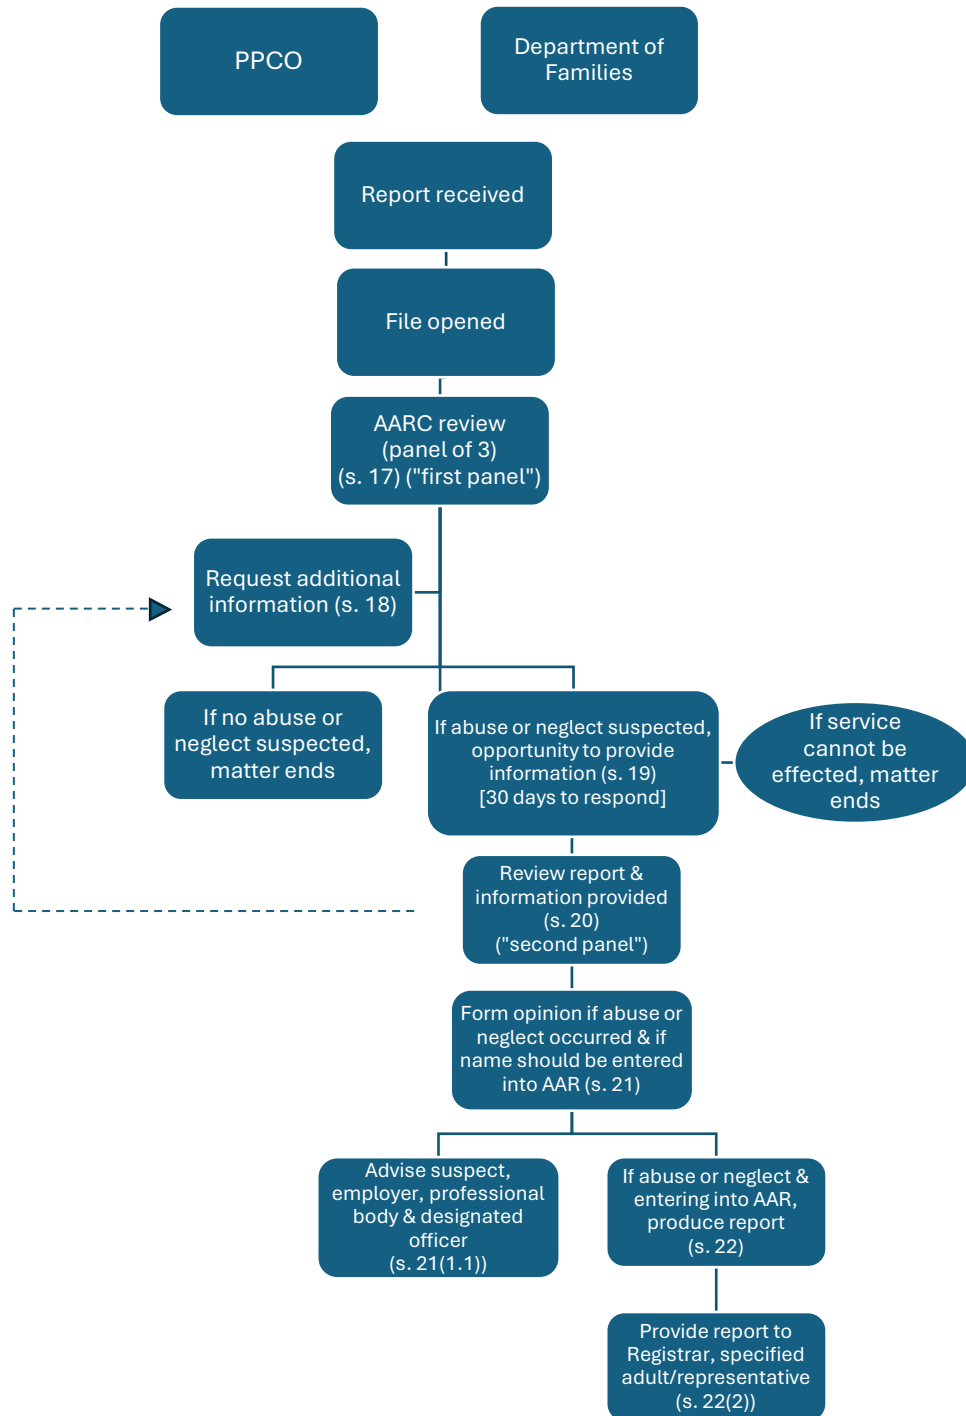 PPCO
Department of
Families
Report received
File opened
AARC review
(panel of 3)
(s. 17) ("first panel")
Request additional
information (s. 18)
If no abuse or
neglect suspected,
matter ends
If abuse or neglect suspected,
opportunity to provide
information (s. 19)
[30 days to respond]
If service
cannot be
effected, matter
ends
Review report &
information provided
(s. 20)
("second panel")
Form opinion if abuse or
neglect occurred & if
name should be entered
into AAR (s. 21)
Advise suspect,
employer, professional
body & designated
officer
(s. 21(1.1))
If abuse or neglect &
entering into AAR,
produce report
(s. 22)
Provide report to
Registrar, specified
adult/representative
(s. 22(2))